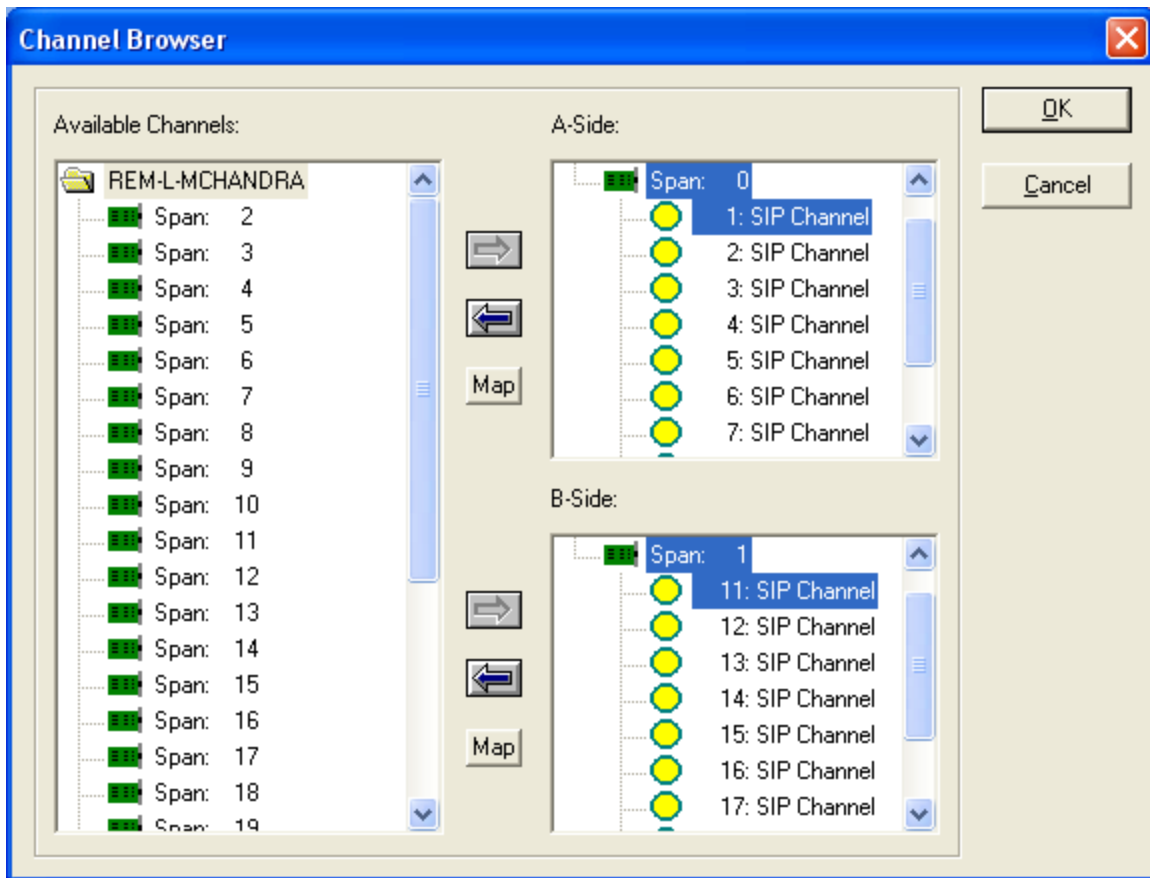 Channel Browser
Available Channels:
REM-L-MCHANDRA
Span: 2
Span: 3
Span: 4
Span: 5
Span: 6
Span: 7
Span: 8
Span: 9
Span: 10
Span: 11
Span: 12
Span: 13
Span: 14
Span: 15
Span: 16
Span: 17
Span: 18
Span: 19
Map
Map
A-Side:
Span: 0
1: SIP Channel
2: SIP Channel
3: SIP Channel
4: SIP Channel
5: SIP Channel
6: SIP Channel
7: SIP Channel
B-Side:
Span: 1
11: SIP Channel
12: SIP Channel
13: SIP Channel
14: SIP Channel
15: SIP Channel
16: SIP Channel
17: SIP Channel
OK
Cancel